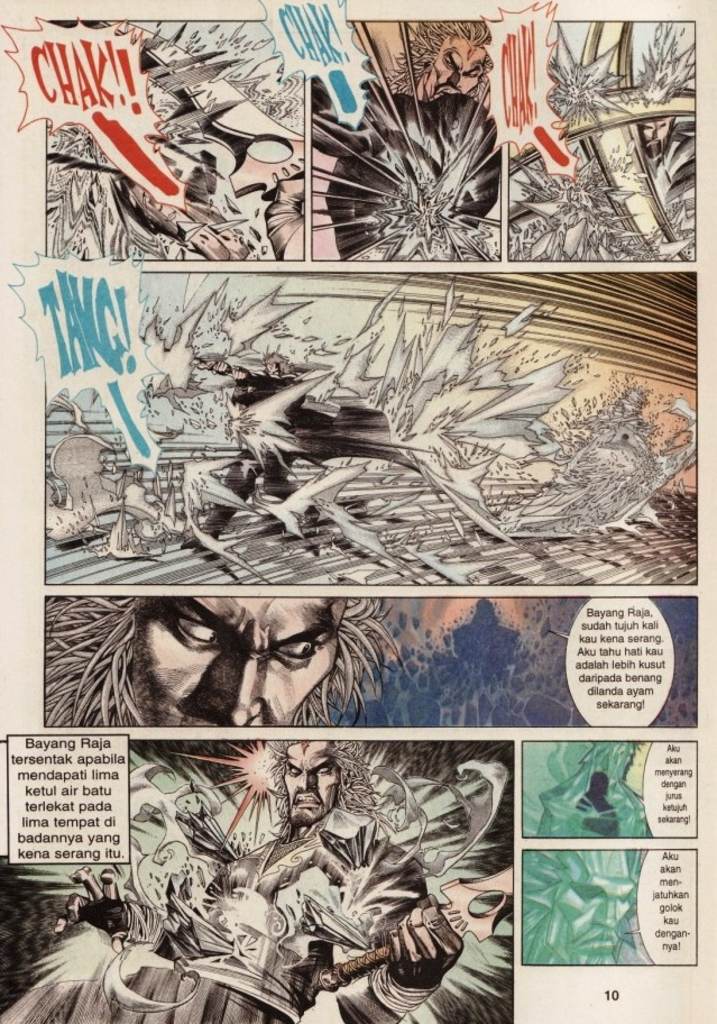 CHAK!!
CHAK!
CHAK!
TANG!
Bayang Raja,
sudah tujuh kali
kau kena serang.
Aku tahu hati kau
adalah lebih kusut
daripada benang
dilanda ayam
sekarang!
Bayang Raja
tersentak apabila
mendapati lima
ketul air batu
terlekat pada
lima tempat di
badannya yang
kena serang itu.
Aku
akan
menyerang
dengan
jurus
ketujuh
sekarang!
Aku
akan
men-
jatuhkan
golok
kau
dengan-
nya!
10